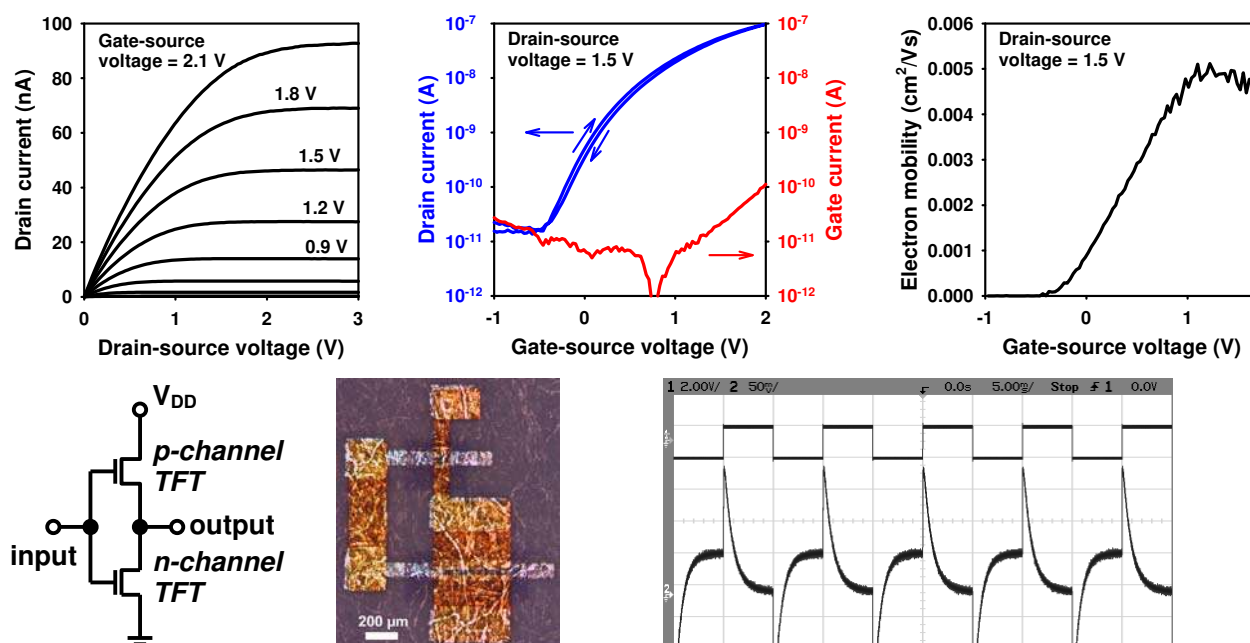 Gate-source
voltage = 2.1 V
1.8 V
1.5 V
1.2 V
0.9 V
100
80
60
40
20
0
0
1
2
3
Drain current (nA)
Drain-source voltage (V)
Drain-source
voltage = 1.5 V
10⁻⁷
10⁻⁸
10⁻⁹
10⁻¹⁰
10⁻¹¹
10⁻¹²
10⁻⁷
10⁻⁸
10⁻⁹
10⁻¹⁰
10⁻¹¹
10⁻¹²
-1
0
1
2
Drain current (A)
Gate current (A)
Gate-source voltage (V)
Drain-source
voltage = 1.5 V
0.006
0.005
0.004
0.003
0.002
0.001
0.000
-1
0
1
Electron mobility (cm²/Vs)
Gate-source voltage (V)
V_DD
p-channel
TFT
input
output
n-channel
TFT
200 µm
1 2.00V/ 2 50m/ 0.0s 5.00m/ Stop 1 0.0V